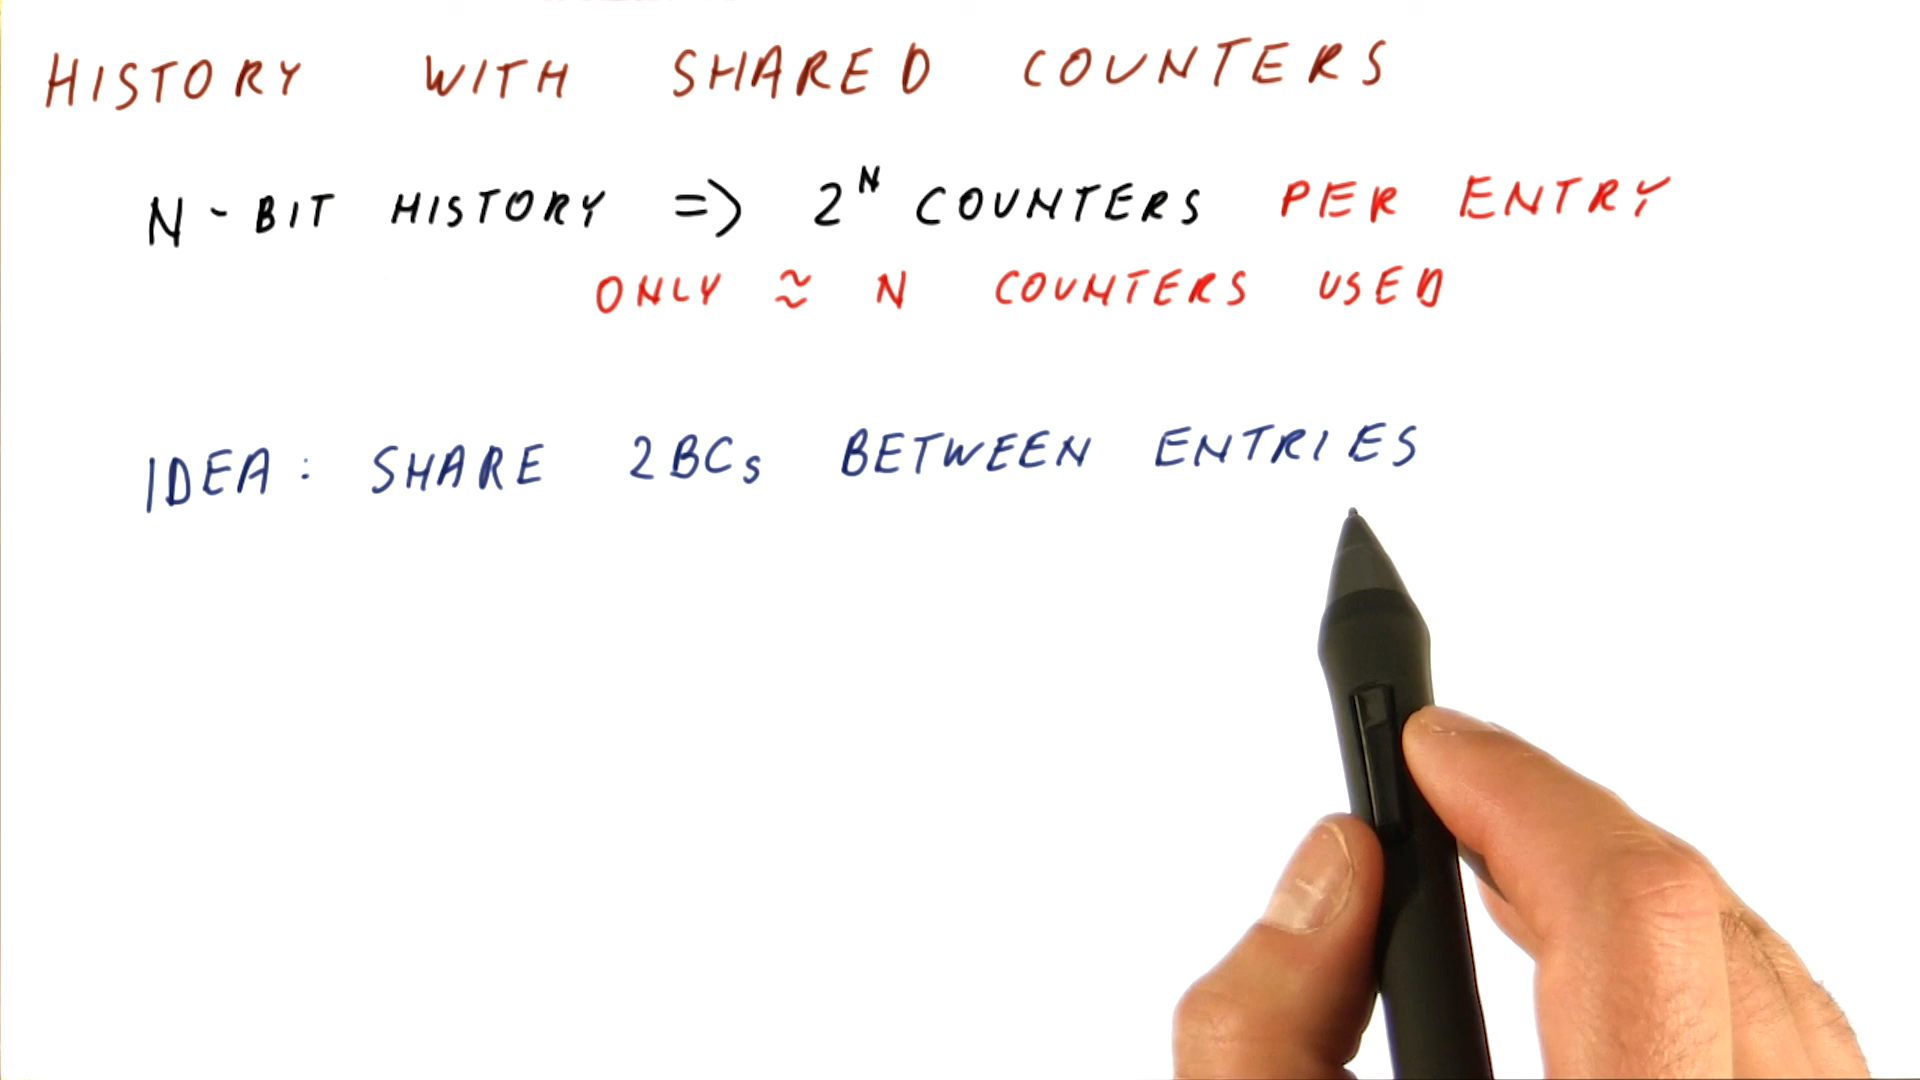 HISTORY WITH SHARED COUNTERS
N-BIT HISTORY => 2^N COUNTERS PER ENTRY
ONLY ≈ N COUNTERS USED
IDEA: SHARE 2BCs BETWEEN ENTRIES